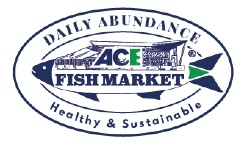 DAILY ABUNDANCE
ACE
®
FISH MARKET
Healthy & Sustainable